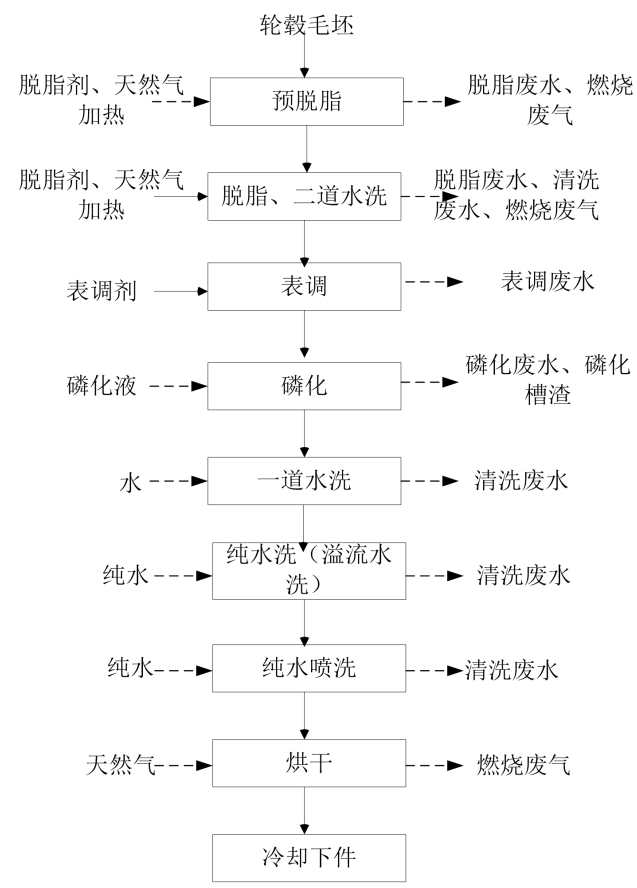 轮毂毛坯
脱脂剂、天然气
加热
预脱脂
脱脂废水、燃烧
废气
脱脂剂、天然气
加热
脱脂、二道水洗
脱脂废水、清洗
废水、燃烧废气
表调剂
表调
表调废水
磷化液
磷化
磷化废水、磷化
槽渣
水
一道水洗
清洗废水
纯水
纯水洗（溢流水
洗）
清洗废水
纯水
纯水喷洗
清洗废水
天然气
烘干
燃烧废气
冷却下件